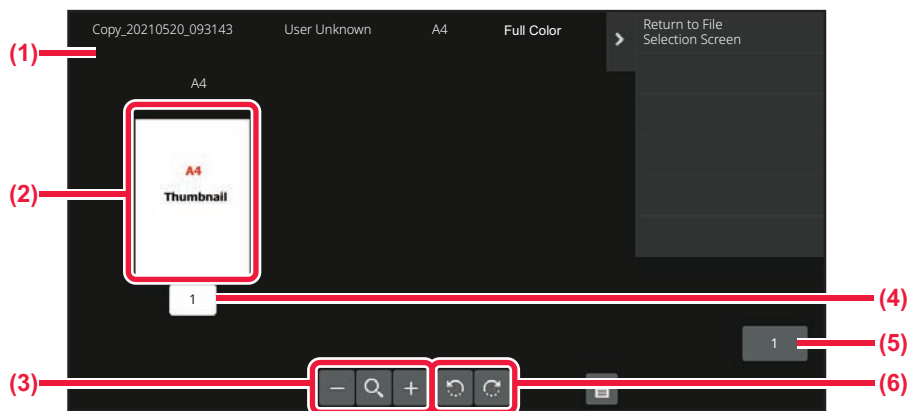 Copy_20210520_093143 User Unknown A4 Full Color
Return to File
Selection Screen
(1)
A4
A4
Thumbnail
(2)
1
(4)
1
(5)
(3)
(6)